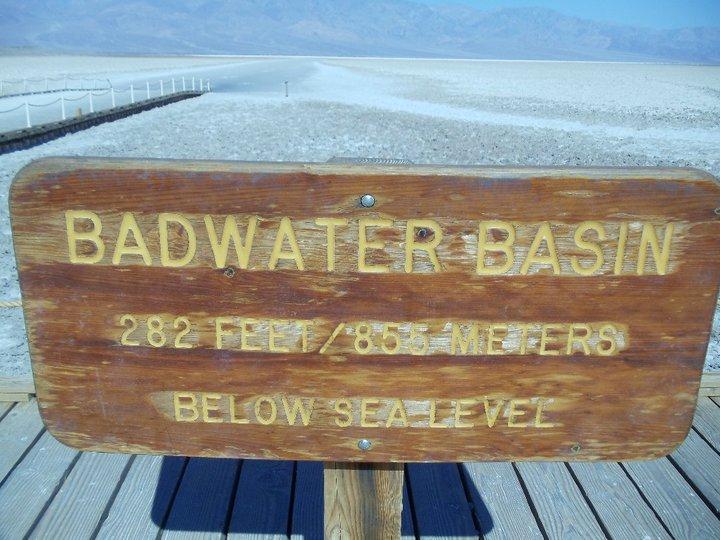 BADWATER BASIN
282 FEET/855 METERS
BELOW SEA LEVEL